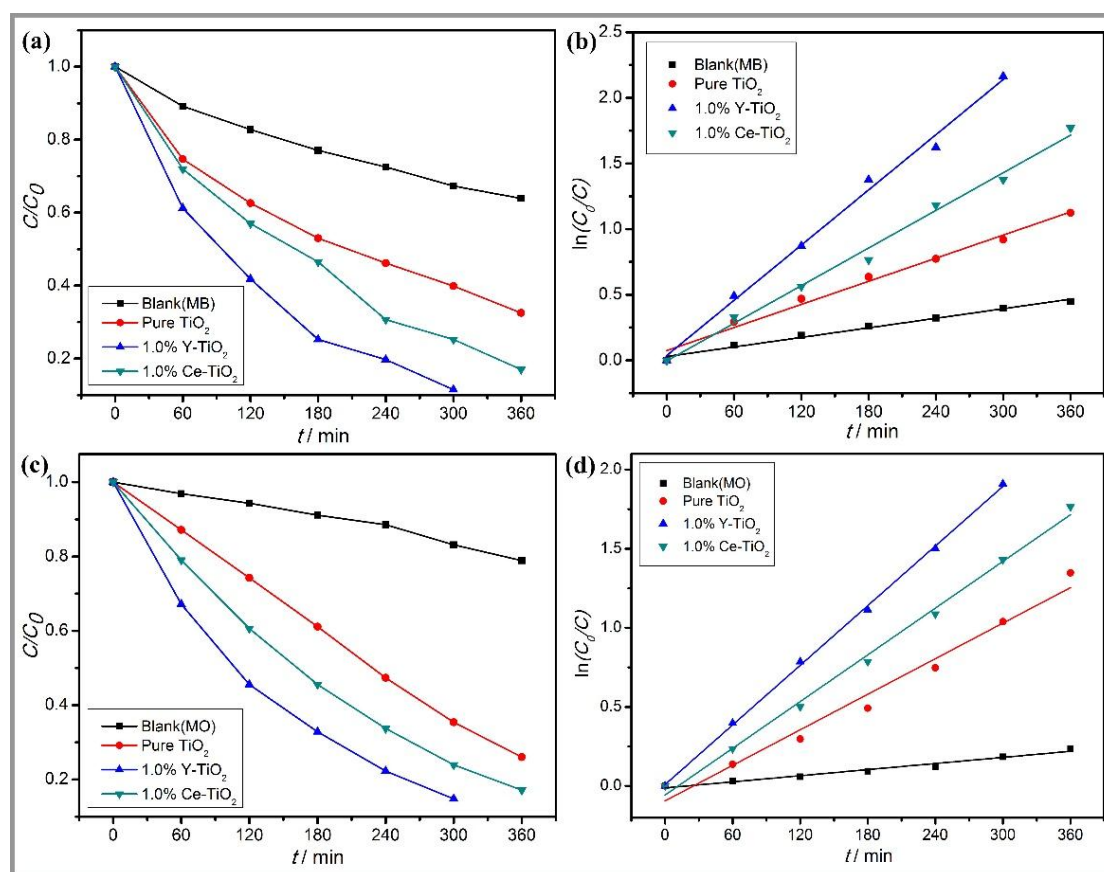 (a)
1.0
0.8
0.6
0.4
0.2
C/C0
Blank(MB)
Pure TiO2
1.0% Y-TiO2
1.0% Ce-TiO2
0 60 120 180 240 300 360
t / min
(b)
2.5
2.0
1.5
1.0
0.5
0.0
ln(C0/C)
Blank(MB)
Pure TiO2
1.0% Y-TiO2
1.0% Ce-TiO2
0 60 120 180 240 300 360
t / min
(c)
1.0
0.8
0.6
0.4
0.2
C/C0
Blank(MO)
Pure TiO2
1.0% Y-TiO2
1.0% Ce-TiO2
0 60 120 180 240 300 360
t / min
(d)
2.0
1.5
1.0
0.5
0.0
ln(C0/C)
Blank(MO)
Pure TiO2
1.0% Y-TiO2
1.0% Ce-TiO2
0 60 120 180 240 300 360
t / min